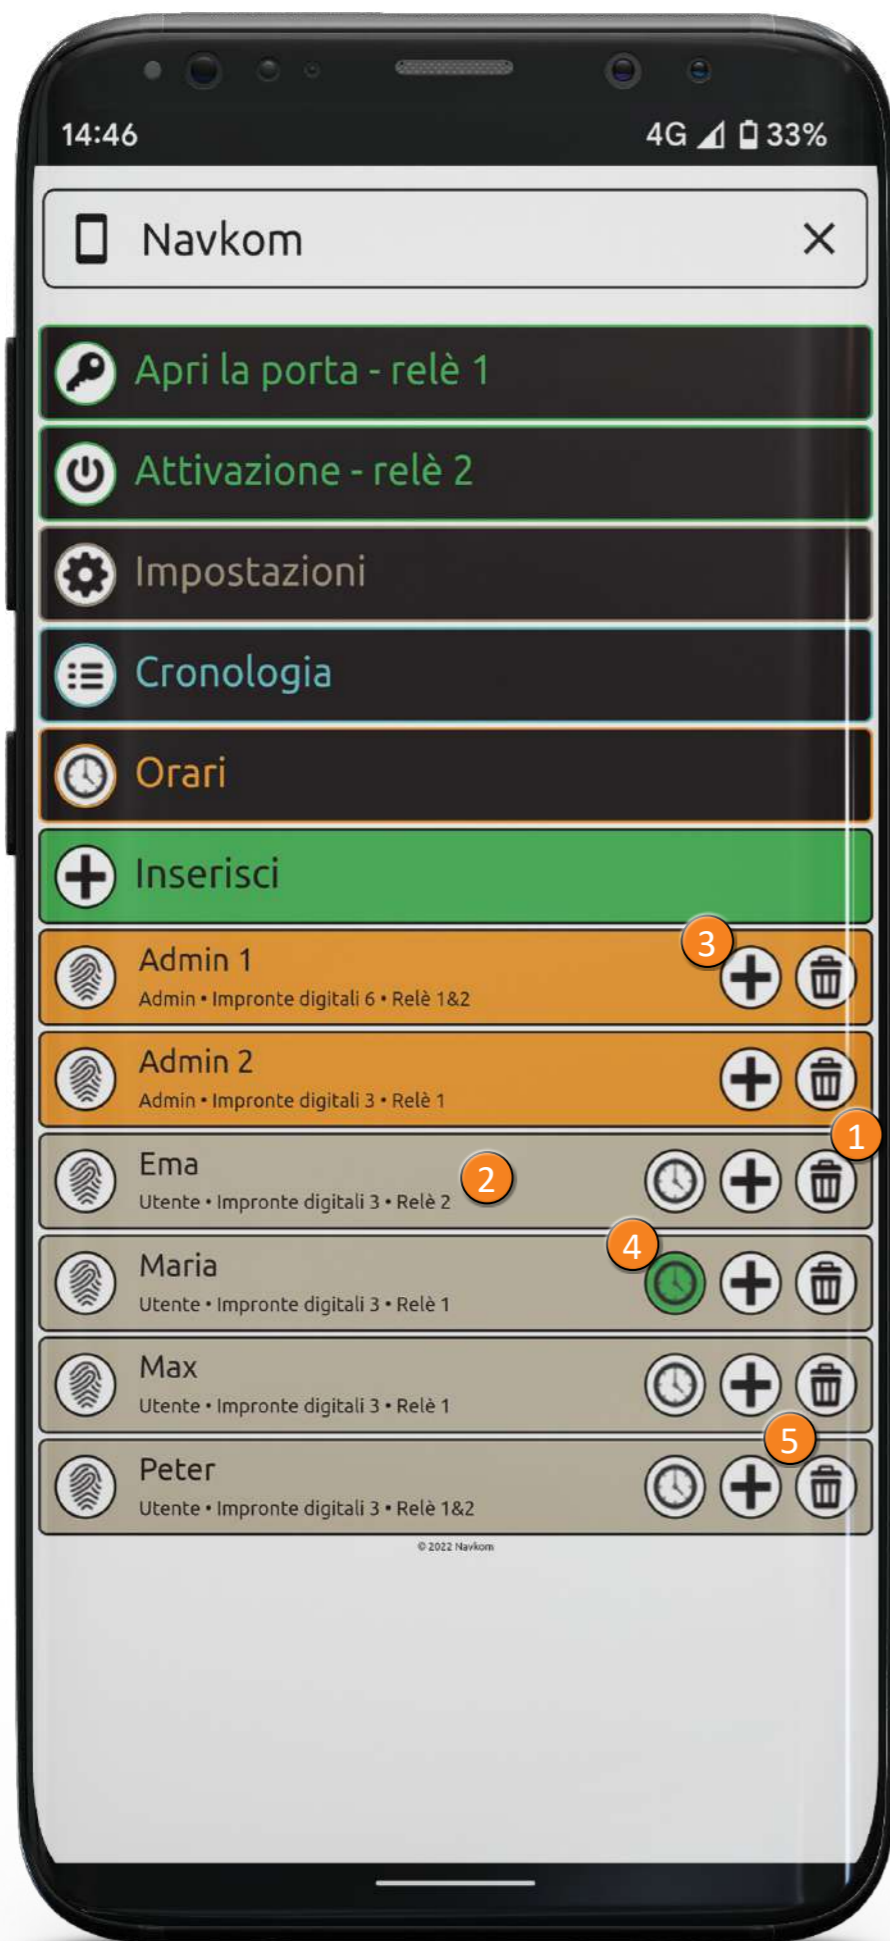 14:46 4G 33%
Navkom
Apri la porta - relè 1
Attivazione - relè 2
Impostazioni
Cronologia
Orari
Inserisci
3
Admin 1
Admin • Impronte digitali 6 • Relè 1&2
Admin 2
Admin • Impronte digitali 3 • Relè 1
1
Ema
2
Utente • Impronte digitali 3 • Relè 2
4
Maria
Utente • Impronte digitali 3 • Relè 1
Max
Utente • Impronte digitali 3 • Relè 1
5
Peter
Utente • Impronte digitali 3 • Relè 1&2
© 2022 Navkom